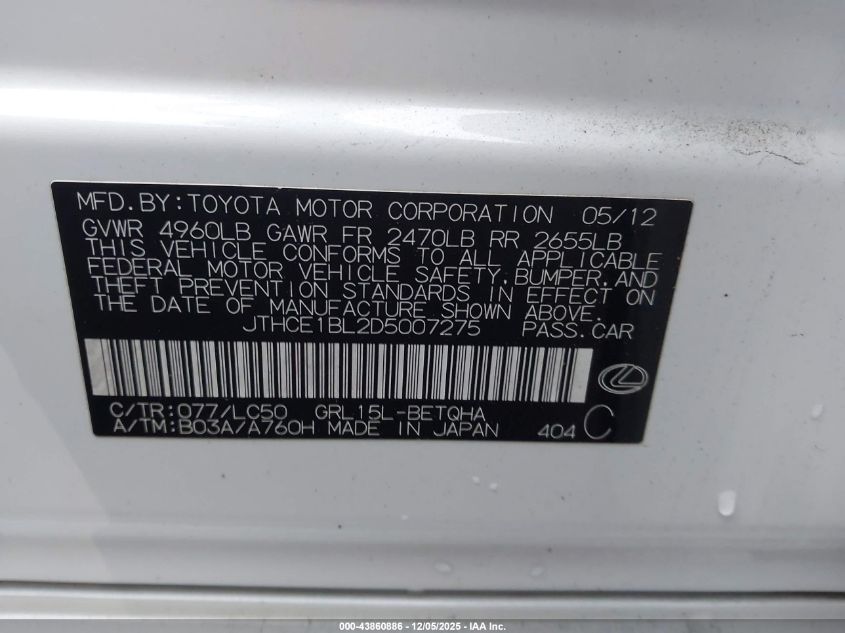 MFD.BY:TOYOTA MOTOR CORPORATION 05/12
GVWR 4960LB GAWR FR 2470LB RR 2655LB
THIS VEHICLE CONFORMS TO ALL APPLICABLE
FEDERAL MOTOR VEHICLE SAFETY,BUMPER,AND
THEFT PREVENTION STANDARDS IN EFFECT ON
THE DATE OF MANUFACTURE SHOWN ABOVE.
JTHCE1BL2D5007275 PASS.CAR
C/TR:077/LC50 GRL15L-BETQHA
A/TM:B03A/A760H MADE IN JAPAN 404 C
000-43860886 - 12/05/2025 - IAA Inc.